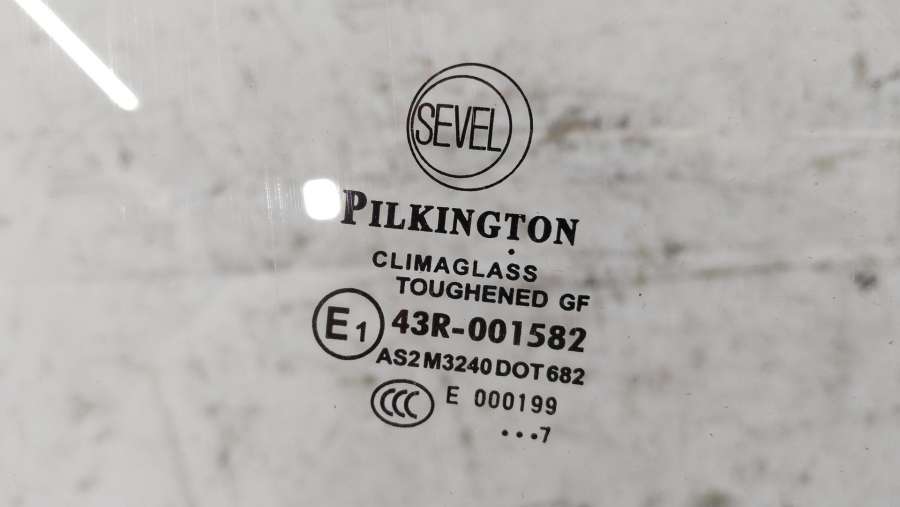 SEVEL
PILKINGTON
CLIMAGLASS
TOUGHENED GF
E1 43R-001582
AS2 M3240 DOT 682
CCC E 000199
•••7